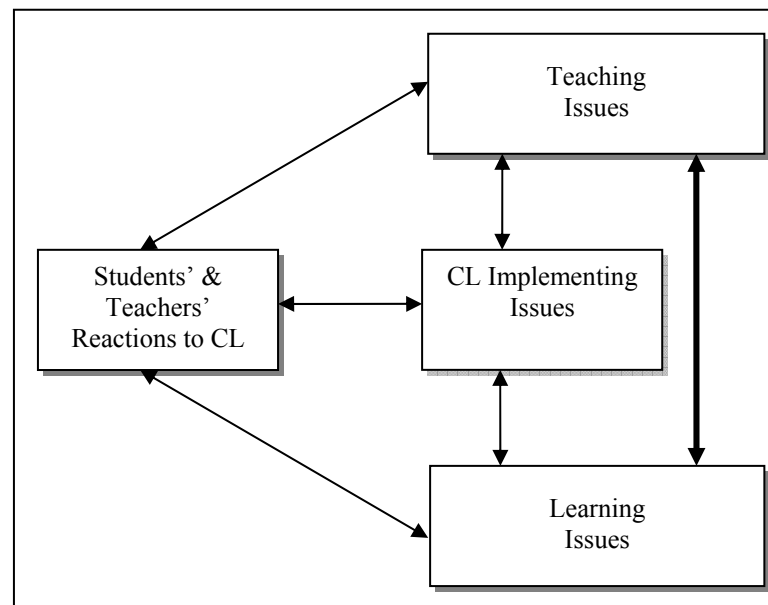 Teaching
Issues
Students’ &
Teachers’
Reactions to CL
CL Implementing
Issues
Learning
Issues